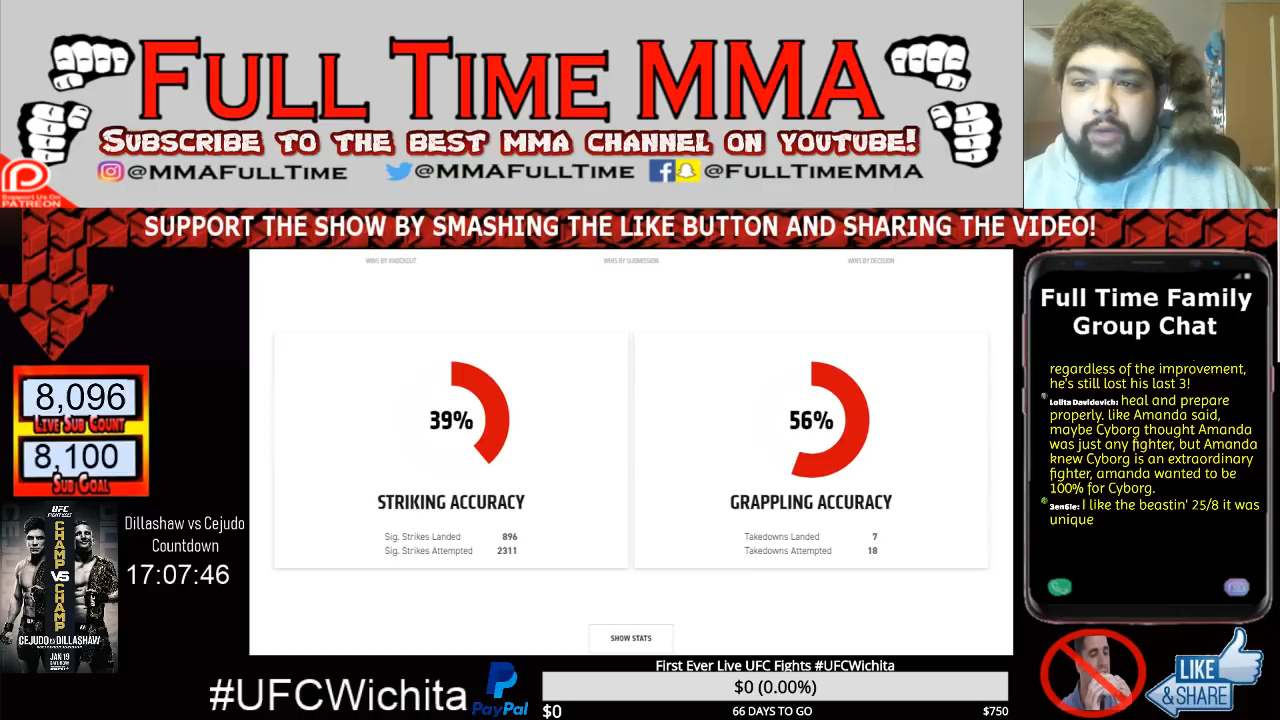 FULL TIME MMA
SUBSCRIBE TO THE BEST MMA CHANNEL ON YOUTUBE!
@MMAFULLTIME @MMAFULLTIME @FULLTIMEMMA
Support Us On
PATREON
SUPPORT THE SHOW BY SMASHING THE LIKE BUTTON AND SHARING THE VIDEO!
WINS BY KNOCKOUT WINS BY SUBMISSION WINS BY DECISION
39%
STRIKING ACCURACY
Sig. Strikes Landed 896
Sig. Strikes Attempted 2311
56%
GRAPPLING ACCURACY
Takedowns Landed 7
Takedowns Attempted 18
SHOW STATS
8,096
LIVE SUB COUNT
8,100
SUB GOAL
UFC
CHAMP VS CHAMP
CEJUDO VS DILLASHAW
JAN 19
Dillashaw vs Cejudo
Countdown
17:07:46
Full Time Family
Group Chat
regardless of the improvement,
he's still lost his last 3!
Lolita Davidovich: heal and prepare
properly. like Amanda said,
maybe Cyborg thought Amanda
was just any fighter, but Amanda
knew Cyborg is an extraordinary
fighter, amanda wanted to be
100% for Cyborg.
I like the beastin' 25/8 it was
unique
#UFCWichita
PayPal
First Ever Live UFC Fights #UFCWichita
$0 (0.00%)
$0 66 DAYS TO GO $750
LIKE
& SHARE